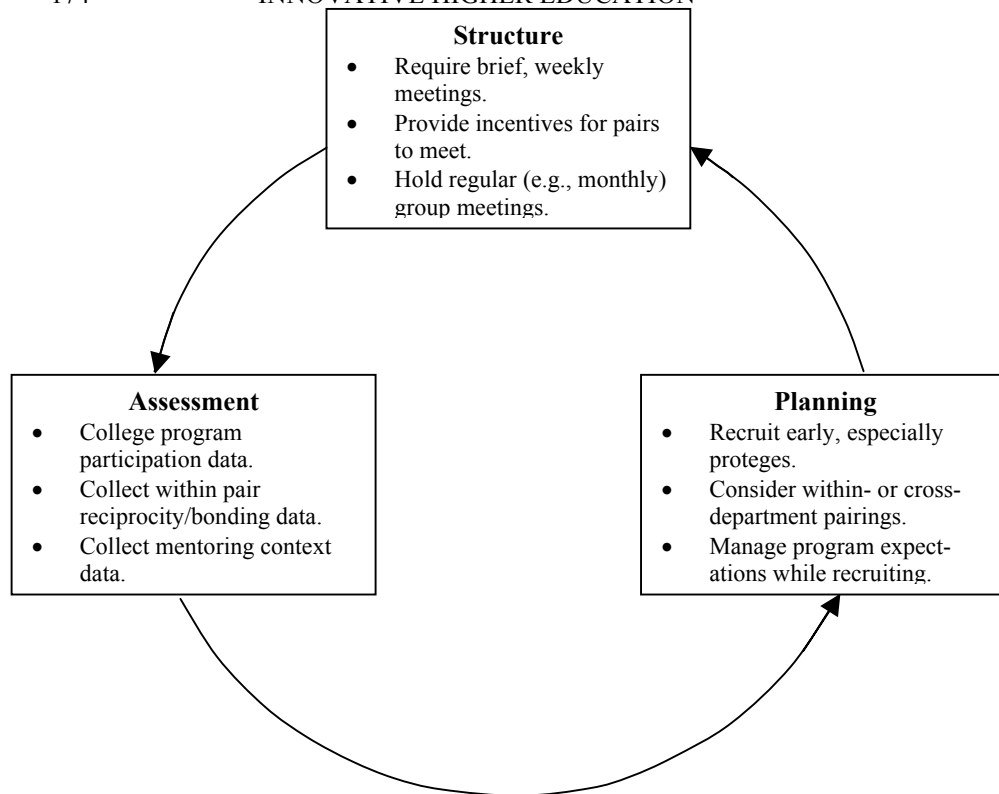 INNOVATIVE HIGHER EDUCATION
Structure
• Require brief, weekly
meetings.
• Provide incentives for pairs
to meet.
• Hold regular (e.g., monthly)
group meetings.
Assessment
• College program
participation data.
• Collect within pair
reciprocity/bonding data.
• Collect mentoring context
data.
Planning
• Recruit early, especially
proteges.
• Consider within- or cross-
department pairings.
• Manage program expect-
ations while recruiting.